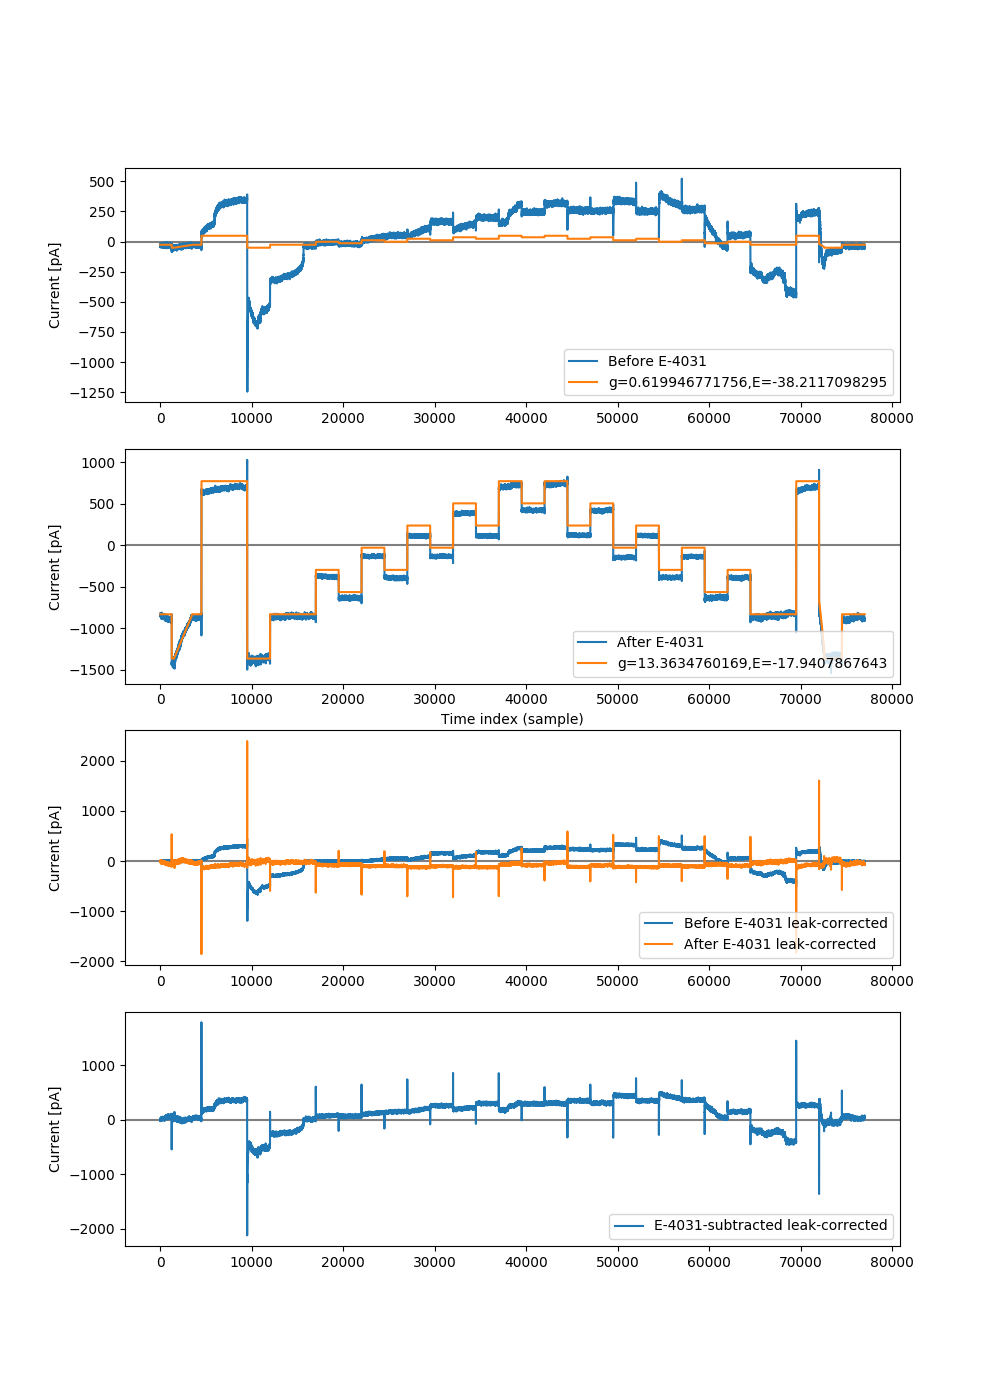 500
250
0
−250
−500
−750
−1000
−1250
Current [pA]
Before E-4031
g=0.619946771756,E=-38.2117098295
0 10000 20000 30000 40000 50000 60000 70000 80000
1000
500
0
−500
−1000
−1500
Current [pA]
After E-4031
g=13.3634760169,E=-17.9407867643
0 10000 20000 30000 40000 50000 60000 70000 80000
Time index (sample)
2000
1000
0
−1000
−2000
Current [pA]
Before E-4031 leak-corrected
After E-4031 leak-corrected
0 10000 20000 30000 40000 50000 60000 70000 80000
1000
0
−1000
−2000
Current [pA]
E-4031-subtracted leak-corrected
0 10000 20000 30000 40000 50000 60000 70000 80000